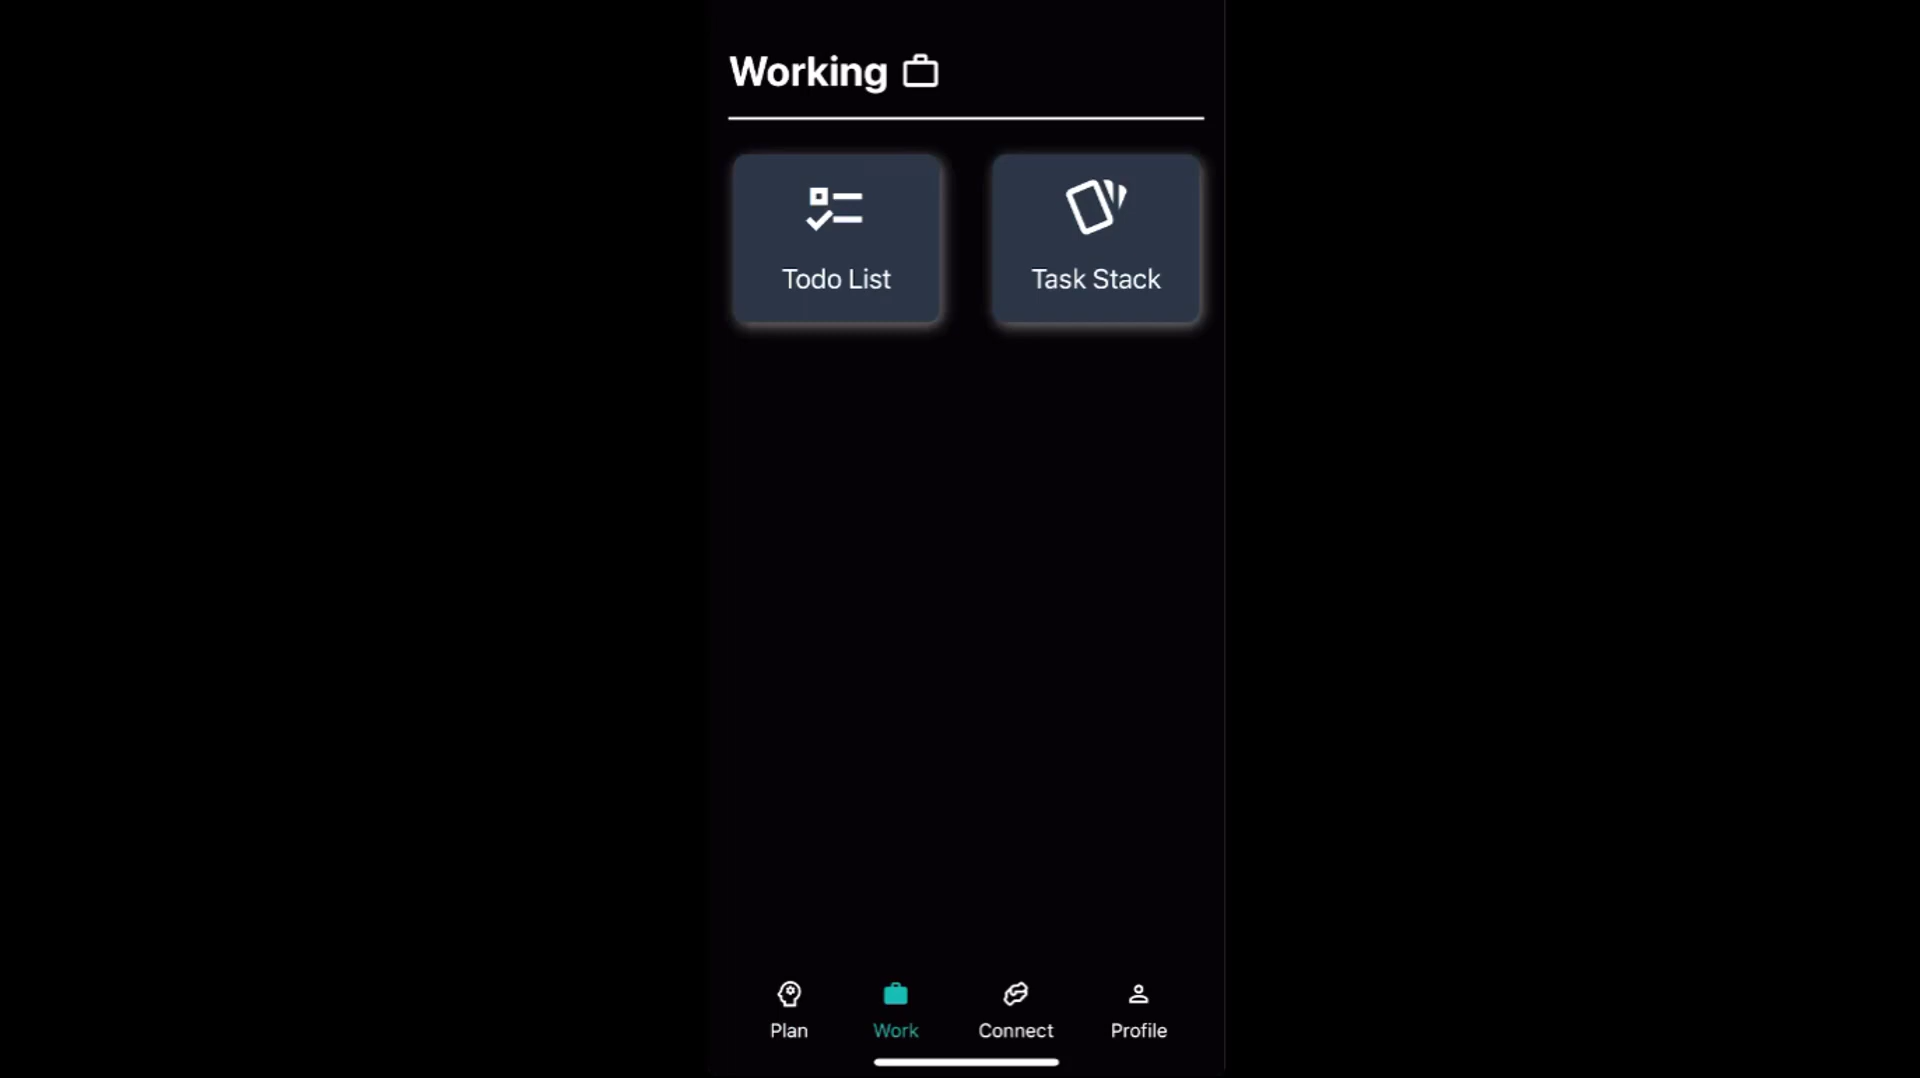 Working
Todo List
Task Stack
Plan
Work
Connect
Profile